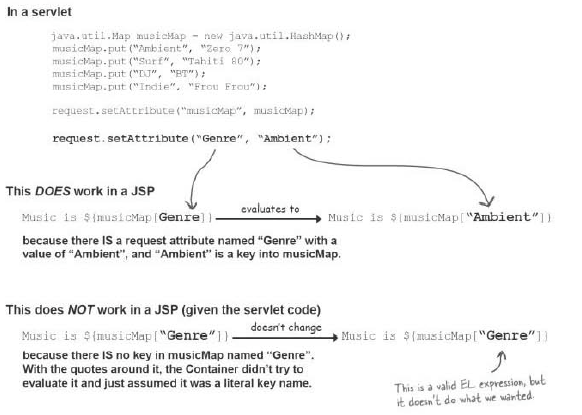 In a servlet
java.util.Map musicMap = new java.util.HashMap();
musicMap.put("Ambient", "Zero 7");
musicMap.put("Surf", "Tahiti 80");
musicMap.put("DJ", "BT");
musicMap.put("Indie", "Frou Frou");
request.setAttribute("musicMap", musicMap);
request.setAttribute("Genre", "Ambient");
This DOES work in a JSP
Music is ${musicMap[Genre]} evaluates to Music is ${musicMap["Ambient"]}
because there IS a request attribute named "Genre" with a
value of "Ambient", and "Ambient" is a key into musicMap.
This does NOT work in a JSP (given the servlet code)
Music is ${musicMap["Genre"]} doesn't change Music is ${musicMap["Genre"]}
because there IS no key in musicMap named "Genre".
With the quotes around it, the Container didn't try to
evaluate it and just assumed it was a literal key name.
This is a valid EL expression, but
it doesn't do what we wanted.